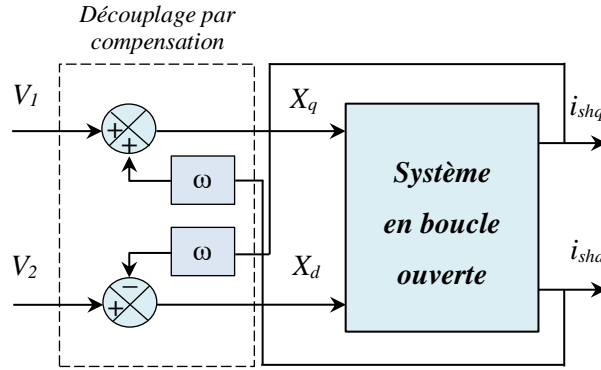 Découplage par
compensation
V1
Xq
ishq
+
+
ω
Système
en boucle
ouverte
ω
V2
−
+
Xd
ishd